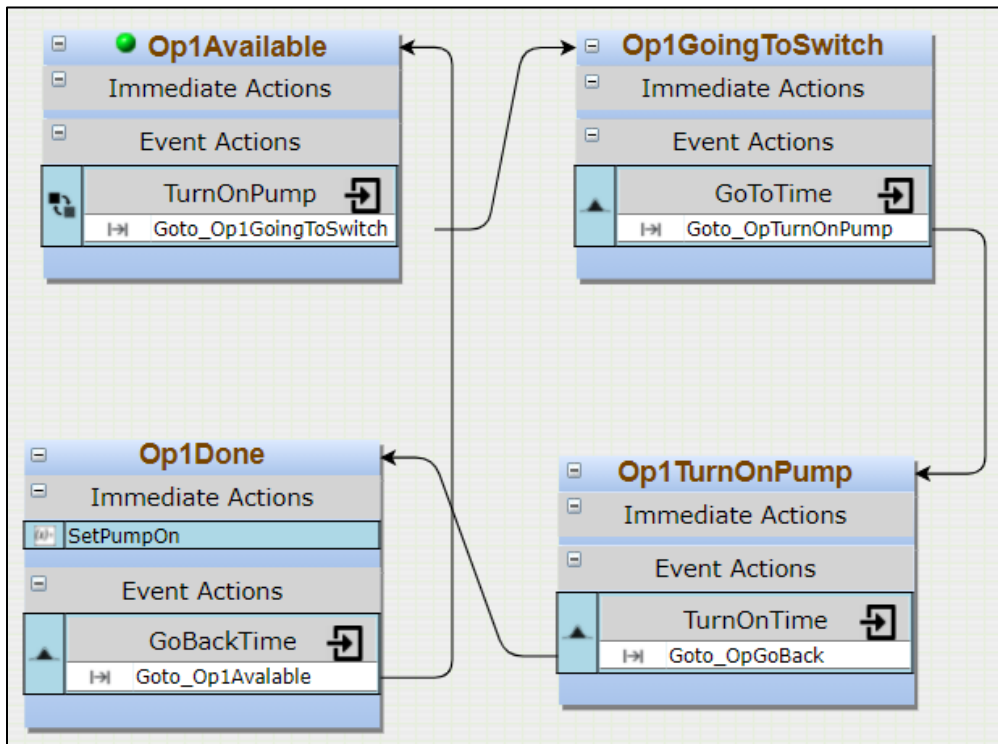 Op1Available
Immediate Actions
Event Actions
TurnOnPump
Goto_Op1GoingToSwitch
Op1GoingToSwitch
Immediate Actions
Event Actions
GoToTime
Goto_OpTurnOnPump
Op1Done
Immediate Actions
SetPumpOn
Event Actions
GoBackTime
Goto_Op1Avalable
Op1TurnOnPump
Immediate Actions
Event Actions
TurnOnTime
Goto_OpGoBack